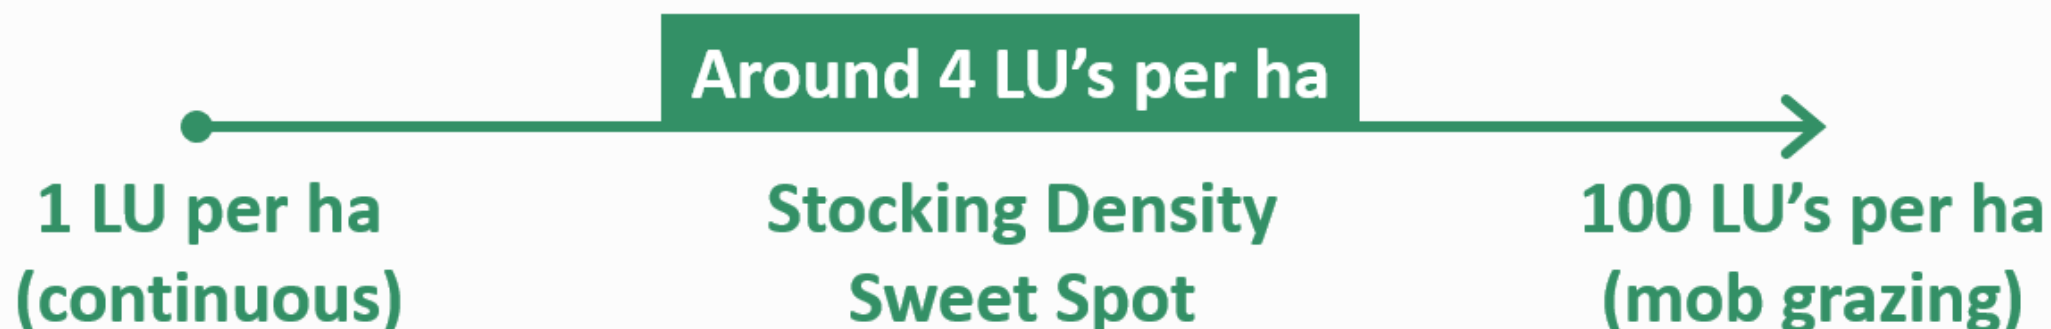 Around 4 LU’s per ha
1 LU per ha
(continuous)
Stocking Density
Sweet Spot
100 LU’s per ha
(mob grazing)